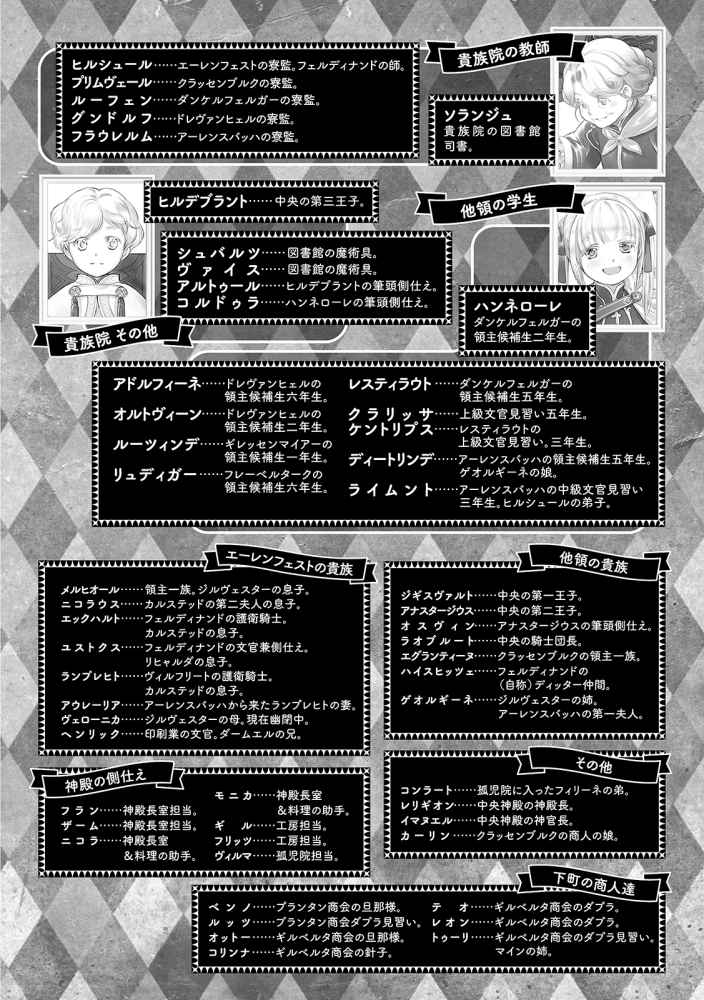 貴族院の教師
ヒルシュール……エーレンフェストの寮監。フェルディナンドの師。
プリムヴェール……クラッセンブルクの寮監。
ルーフェン……ダンケルフェルガーの寮監。
グンドルフ……ドレヴァンヒェルの寮監。
フラウレルム……アーレンスバッハの寮監。
ソランジュ
貴族院の図書館
司書。
ヒルデブラント……中央の第三王子。
シュバルツ……図書館の魔術具。
ヴァイス……図書館の魔術具。
アルトゥール……ヒルデブラントの筆頭側仕え。
コルドゥラ……ハンネローレの筆頭側仕え。
貴族院 その他
他領の学生
ハンネローレ
ダンケルフェルガーの
領主候補生二年生。
アドルフィーネ……ドレヴァンヒェルの
領主候補生六年生。
オルトヴィーン……ドレヴァンヒェルの
領主候補生二年生。
ルーツィンデ……ギレッセンマイアーの
領主候補生一年生。
リュディガー……フレーベルタークの
領主候補生六年生。
レスティラウト……ダンケルフェルガーの
領主候補生五年生。
クラリッサ……上級文官見習い五年生。
ケントリプス……レスティラウトの
上級文官見習い。三年生。
ディートリンデ……アーレンスバッハの領主候補生五年生。
ゲオルギーネの娘。
ライムント……アーレンスバッハの中級文官見習い
三年生。ヒルシュールの弟子。
エーレンフェストの貴族
メルヒオール……領主一族。ジルヴェスターの息子。
ニコラウス……カルステッドの第二夫人の息子。
エックハルト……フェルディナンドの護衛騎士。
カルステッドの息子。
ユストクス……フェルディナンドの文官兼側仕え。
リヒャルダの息子。
ランプレヒト……ヴィルフリートの護衛騎士。
カルステッドの息子。
アウレーリア……アーレンスバッハから来たランプレヒトの妻。
ヴェローニカ……ジルヴェスターの母。現在幽閉中。
ヘンリック……印刷業の文官。ダームエルの兄。
他領の貴族
ジギスヴァルト……中央の第一王子。
アナスタージウス……中央の第二王子。
オスヴィン……アナスタージウスの筆頭側仕え。
ラオブルート……中央の騎士団長。
エグランティーヌ……クラッセンブルクの領主一族。
ハイスヒッツェ……フェルディナンドの
（自称）ディッター仲間。
ゲオルギーネ……ジルヴェスターの姉。
アーレンスバッハの第一夫人。
神殿の側仕え
フラン……神殿長室担当。
ザーム……神殿長室担当。
ニコラ……神殿長室
＆料理の助手。
モニカ……神殿長室
＆料理の助手。
ギル……工房担当。
フリッツ……工房担当。
ヴィルマ……孤児院担当。
その他
コンラート……孤児院に入ったフィリーネの弟。
レリギオン……中央神殿の神殿長。
イマヌエル……中央神殿の神官長。
カーリン……クラッセンブルクの商人の娘。
下町の商人達
ベンノ……プランタン商会の旦那様。
ルッツ……プランタン商会ダプラ見習い。
オットー……ギルベルタ商会の旦那様。
コリンナ……ギルベルタ商会の針子。
テオ……ギルベルタ商会のダプラ。
レオン……ギルベルタ商会のダプラ。
トゥーリ……ギルベルタ商会のダプラ見習い。
マインの姉。